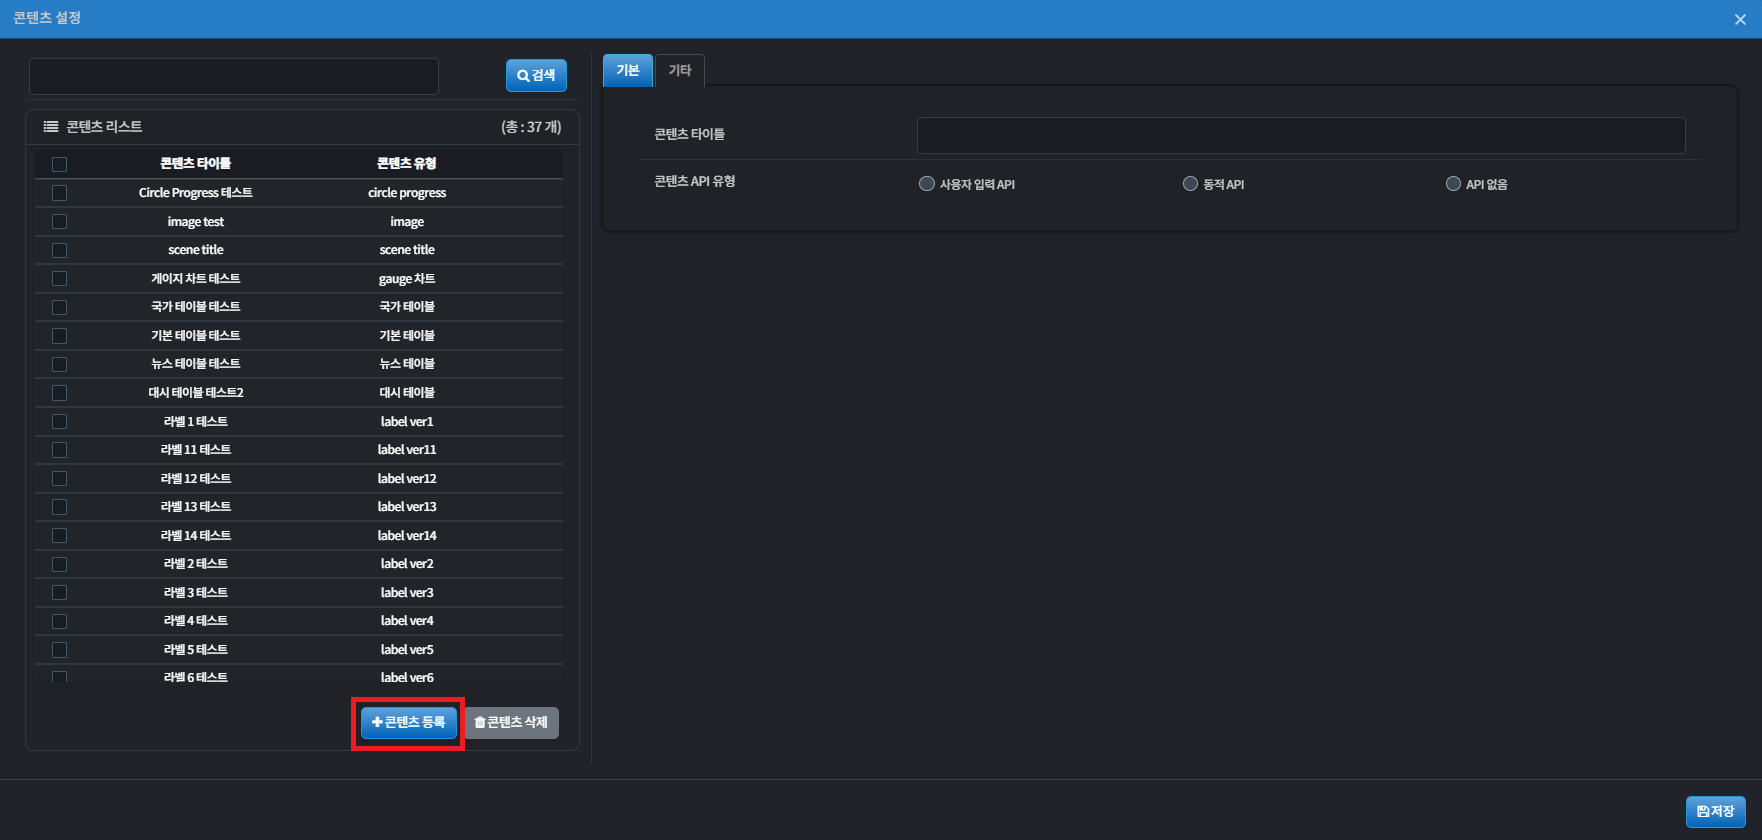 콘텐츠 설정
검색
콘텐츠 리스트 (총 : 37 개)
콘텐츠 타이틀 콘텐츠 유형
Circle Progress 테스트 circle progress
image test image
scene title scene title
게이지 차트 테스트 gauge 차트
국가 테이블 테스트 국가 테이블
기본 테이블 테스트 기본 테이블
뉴스 테이블 테스트 뉴스 테이블
대시 테이블 테스트2 대시 테이블
라벨 1 테스트 label ver1
라벨 11 테스트 label ver11
라벨 12 테스트 label ver12
라벨 13 테스트 label ver13
라벨 14 테스트 label ver14
라벨 2 테스트 label ver2
라벨 3 테스트 label ver3
라벨 4 테스트 label ver4
라벨 5 테스트 label ver5
라벨 6 테스트 label ver6
콘텐츠 등록 콘텐츠 삭제
기본 기타
콘텐츠 타이틀
콘텐츠 API 유형 사용자 입력 API 동적 API API 없음
저장